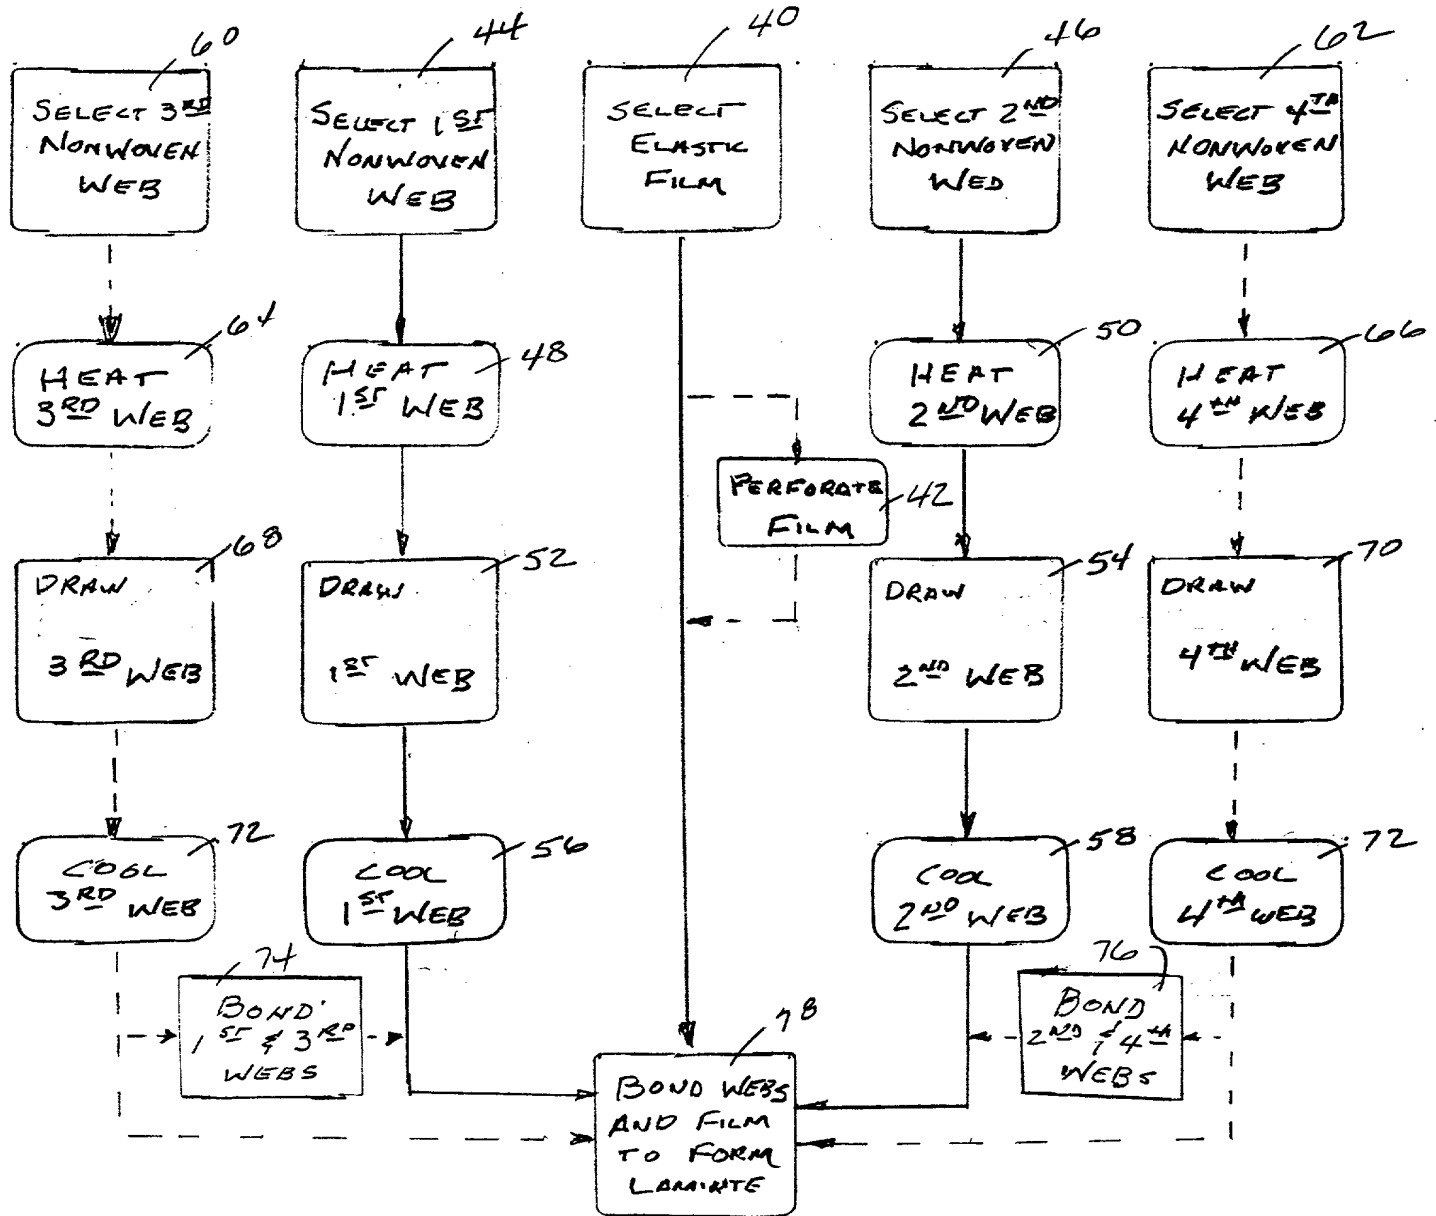 60
44
40
46
62
SELECT 3RD
NONWOVEN
WEB
SELECT 1ST
NONWOVEN
WEB
SELECT
ELASTIC
FILM
SELECT 2ND
NONWOVEN
WED
SELECT 4TH
NONWOVEN
WEB
64
HEAT
3RD WEB
48
HEAT
1ST WEB
50
HEAT
2ND WEB
66
HEAT
4TH WEB
PERFORATE
FILM
42
68
DRAW
3RD WEB
52
DRAW
1ST WEB
54
DRAW
2ND WEB
70
DRAW
4TH WEB
72
COOL
3RD WEB
56
COOL
1ST WEB
58
COOL
2ND WEB
72
COOL
4TH WEB
74
BOND
1ST & 3RD
WEBS
76
BOND
2ND & 4TH
WEBS
78
BOND WEBS
AND FILM
TO FORM
LAMINTE